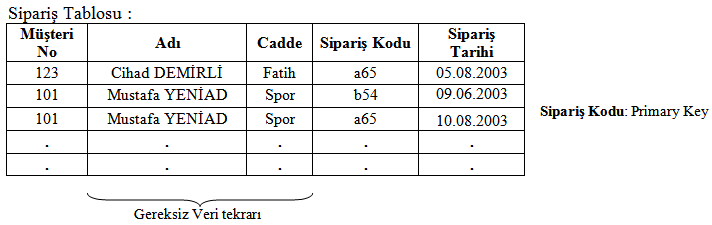 Sipariş Tablosu :
Müşteri No Adı Cadde Sipariş Kodu Sipariş Tarihi
123 Cihad DEMİRLİ Fatih a65 05.08.2003
101 Mustafa YENİAD Spor b54 09.06.2003
101 Mustafa YENİAD Spor a65 10.08.2003
. . . . .
. . . . .
Sipariş Kodu: Primary Key
Gereksiz Veri tekrarı